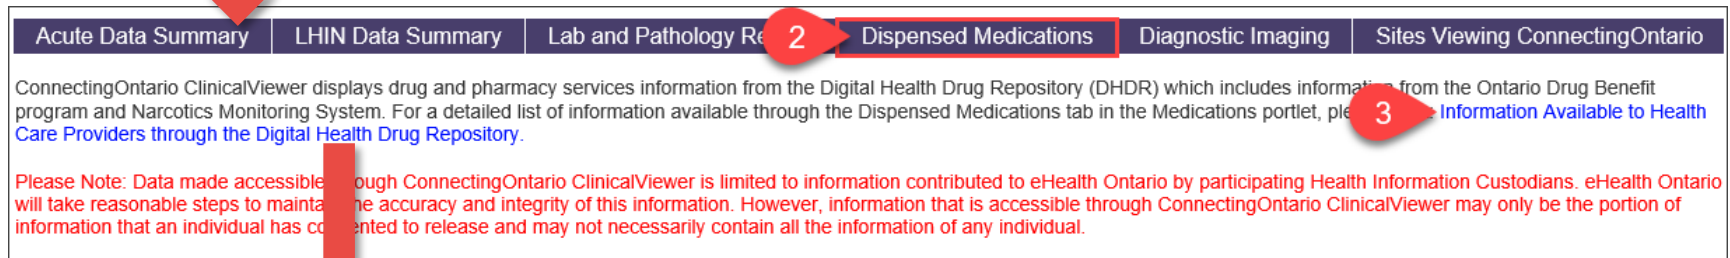 Acute Data Summary LHIN Data Summary Lab and Pathology Re 2 Dispensed Medications Diagnostic Imaging Sites Viewing ConnectingOntario
ConnectingOntario ClinicalViewer displays drug and pharmacy services information from the Digital Health Drug Repository (DHDR) which includes information from the Ontario Drug Benefit
program and Narcotics Monitoring System. For a detailed list of information available through the Dispensed Medications tab in the Medications portlet, 3 Information Available to Health
Care Providers through the Digital Health Drug Repository.
Please Note: Data made accessible through ConnectingOntario ClinicalViewer is limited to information contributed to eHealth Ontario by participating Health Information Custodians. eHealth Ontario
will take reasonable steps to maintain the accuracy and integrity of this information. However, information that is accessible through ConnectingOntario ClinicalViewer may only be the portion of
information that an individual has consented to release and may not necessarily contain all the information of any individual.